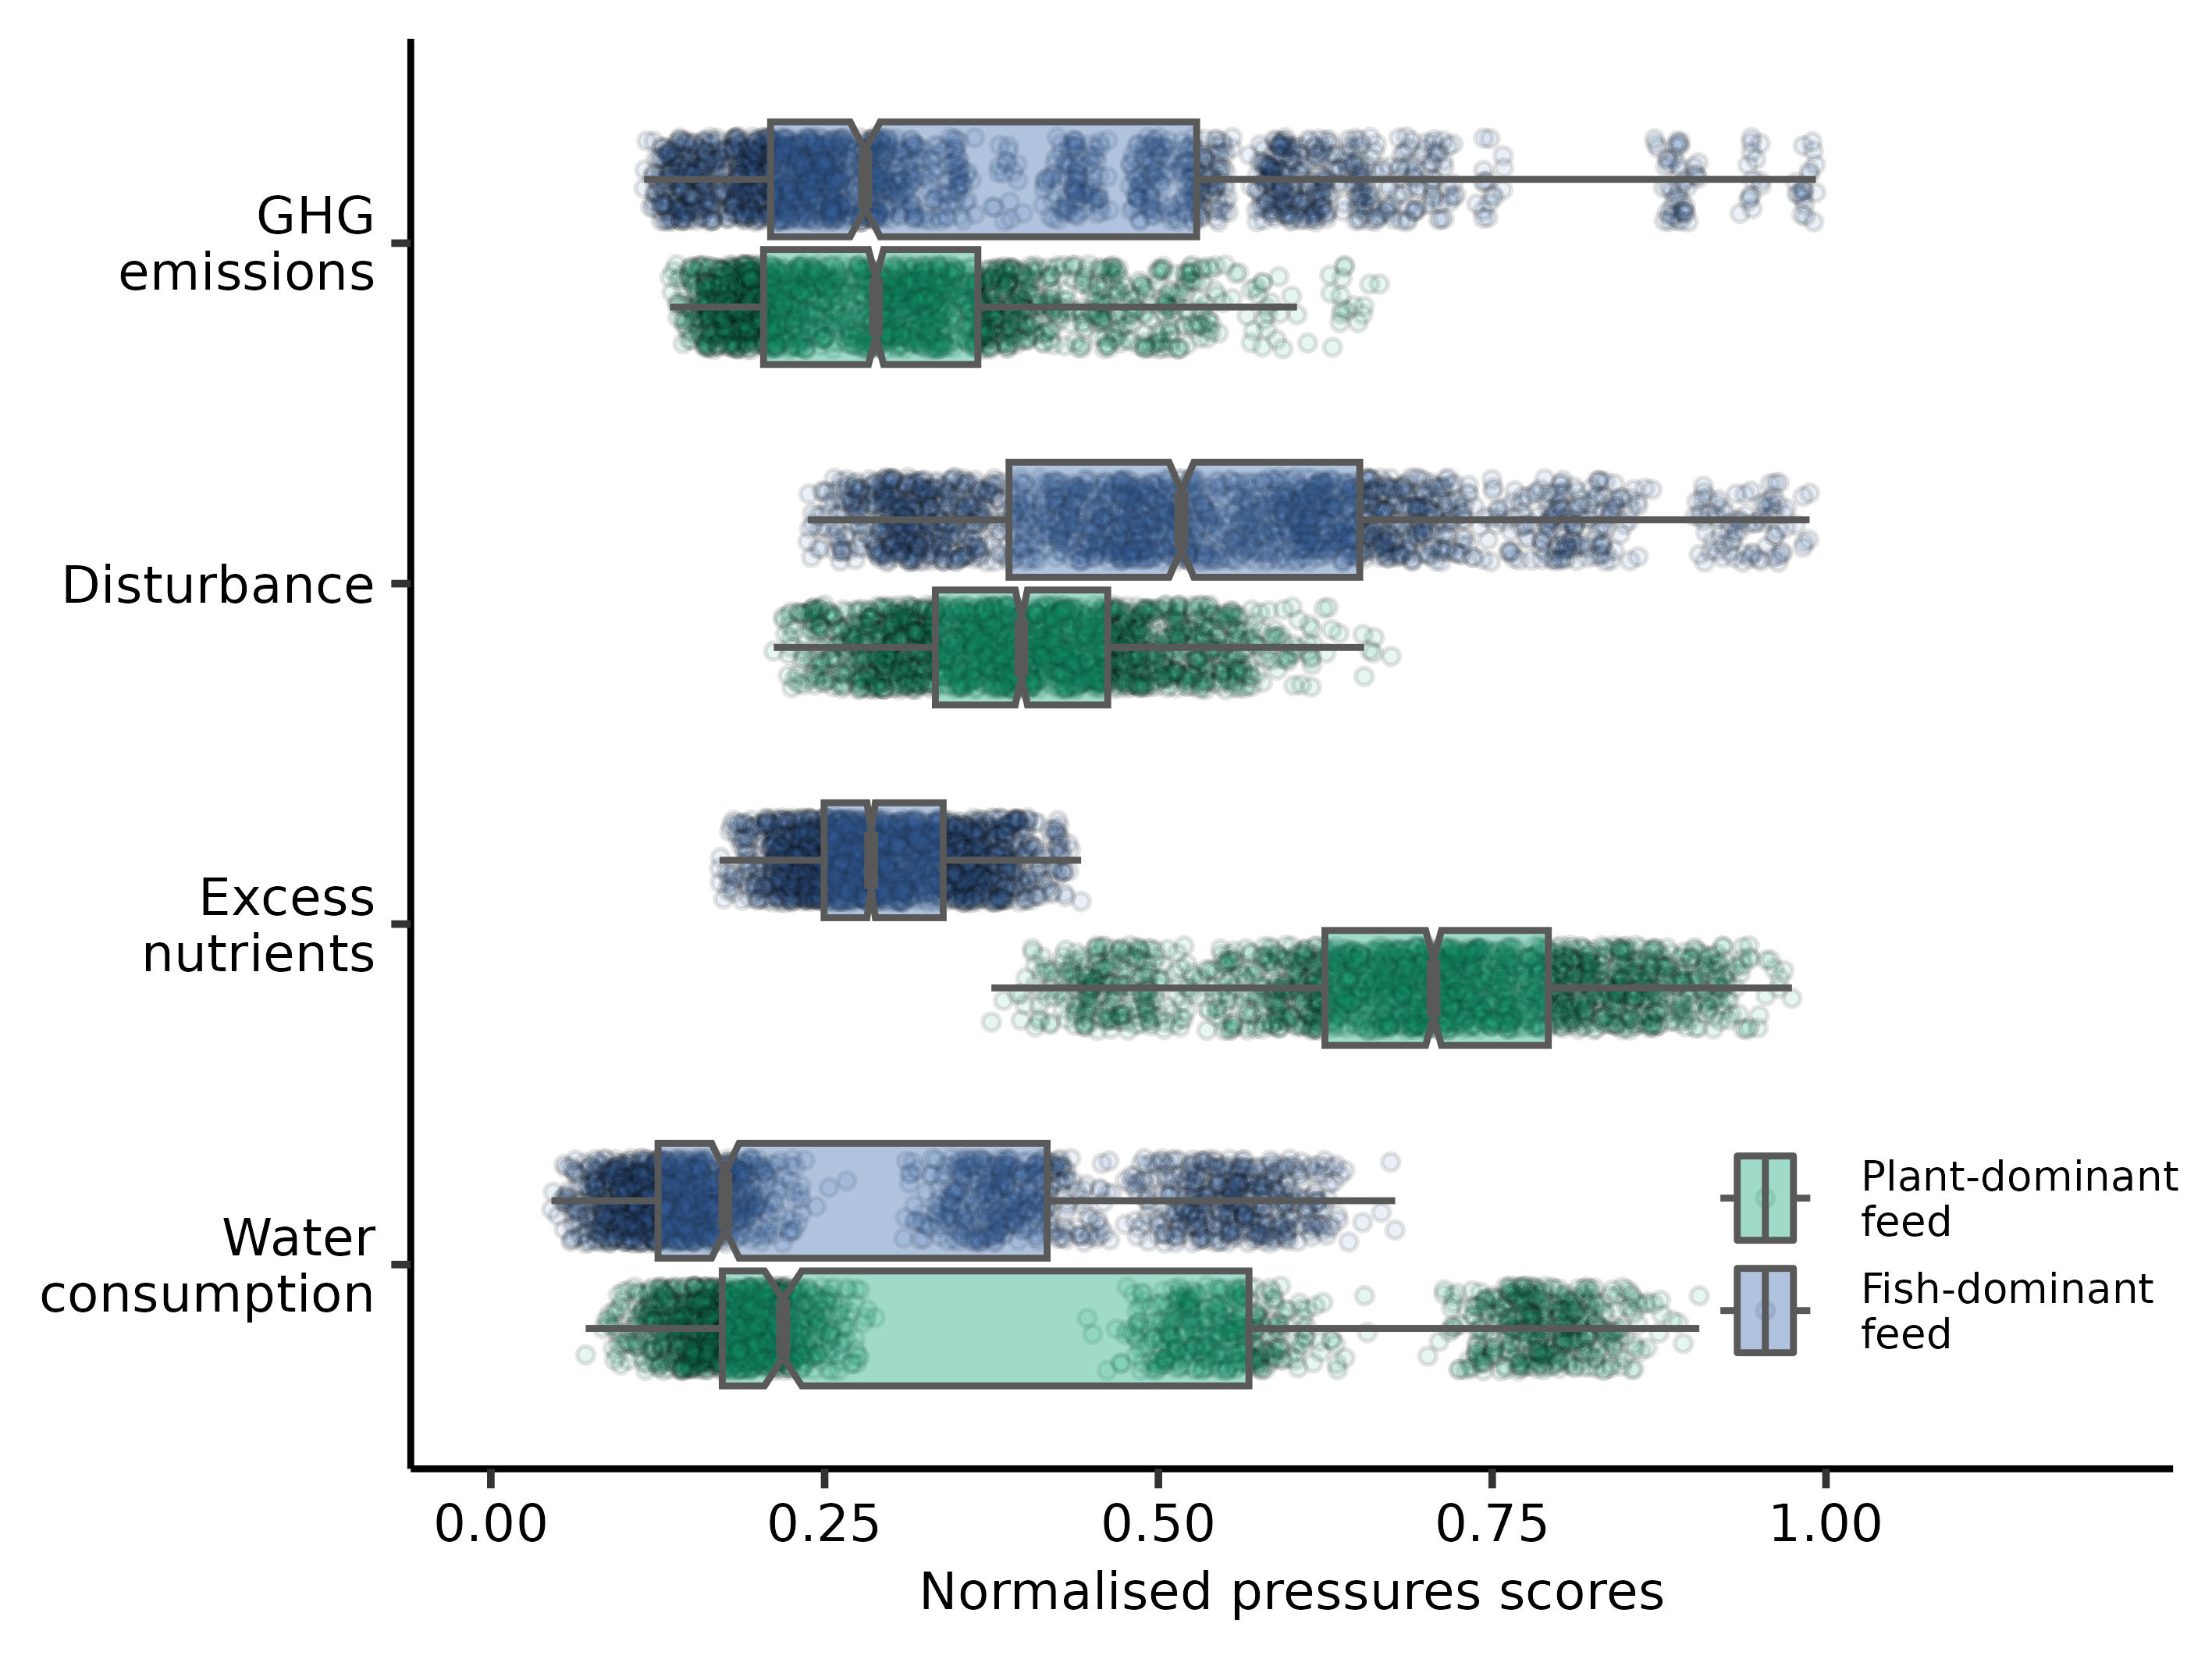 GHG
emissions
Disturbance
Excess
nutrients
Water
consumption
Plant-dominant
feed
Fish-dominant
feed
0.00 0.25 0.50 0.75 1.00
Normalised pressures scores